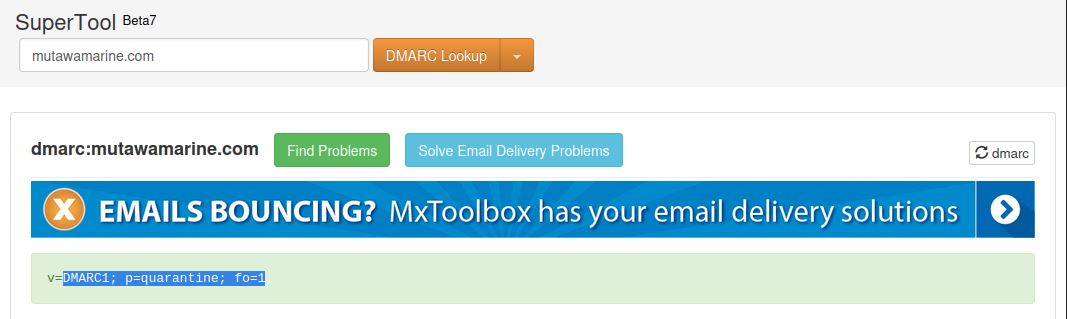 SuperTool Beta7
mutawamarine.com DMARC Lookup
dmarc:mutawamarine.com Find Problems Solve Email Delivery Problems dmarc
X EMAILS BOUNCING? MxToolbox has your email delivery solutions
v=DMARC1; p=quarantine; fo=1